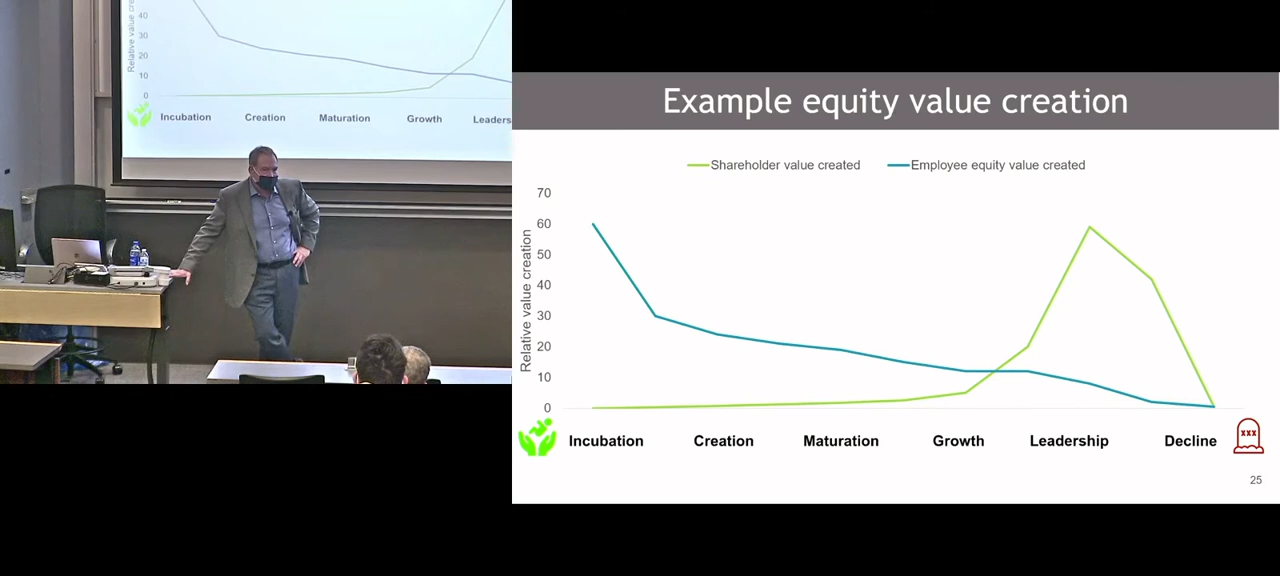 Relative value cre
40
30
20
10
0
Incubation Creation Maturation Growth Leaders
Example equity value creation
Shareholder value created Employee equity value created
70
60
50
40
30
20
10
0
Relative value creation
Incubation Creation Maturation Growth Leadership Decline
XXX
25